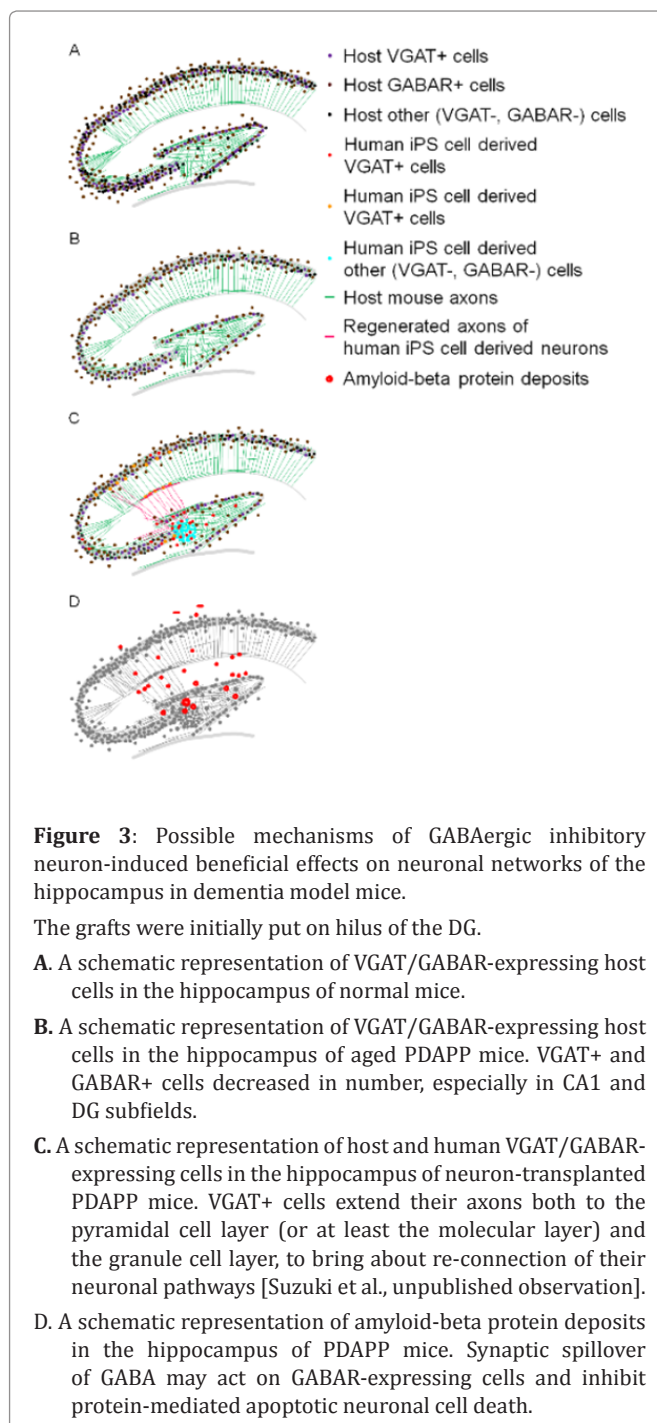 A
Host VGAT+ cells
Host GABAR+ cells
Host other (VGAT-, GABAR-) cells
Human iPS cell derived
VGAT+ cells
Human iPS cell derived
VGAT+ cells
Human iPS cell derived
other (VGAT-, GABAR-) cells
Host mouse axons
Regenerated axons of
human iPS cell derived neurons
Amyloid-beta protein deposits
B
C
D
Figure 3: Possible mechanisms of GABAergic inhibitory
neuron-induced beneficial effects on neuronal networks of the
hippocampus in dementia model mice.
The grafts were initially put on hilus of the DG.
A. A schematic representation of VGAT/GABAR-expressing host
cells in the hippocampus of normal mice.
B. A schematic representation of VGAT/GABAR-expressing host
cells in the hippocampus of aged PDAPP mice. VGAT+ and
GABAR+ cells decreased in number, especially in CA1 and
DG subfields.
C. A schematic representation of host and human VGAT/GABAR-
expressing cells in the hippocampus of neuron-transplanted
PDAPP mice. VGAT+ cells extend their axons both to the
pyramidal cell layer (or at least the molecular layer) and
the granule cell layer, to bring about re-connection of their
neuronal pathways [Suzuki et al., unpublished observation].
D. A schematic representation of amyloid-beta protein deposits
in the hippocampus of PDAPP mice. Synaptic spillover
of GABA may act on GABAR-expressing cells and inhibit
protein-mediated apoptotic neuronal cell death.